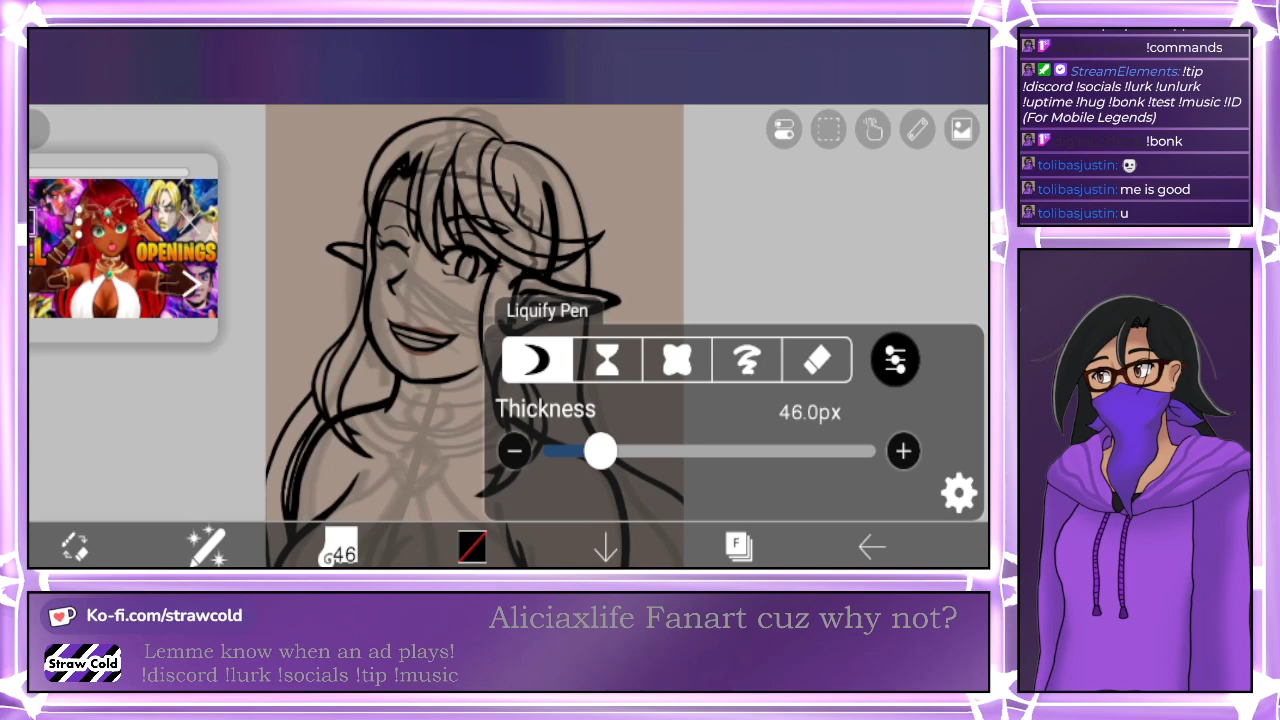 OPENINGS
Liquify Pen
Thickness
46.0px
46
F
!commands
StreamElements: !tip
!discord !socials !lurk !unlurk
!uptime !hug !bonk !test !music !ID
(For Mobile Legends)
!bonk
tolibasjustin:
tolibasjustin: me is good
tolibasjustin: u
Ko-fi.com/strawcold
Aliciaxlife Fanart cuz why not?
Straw Cold
Lemme know when an ad plays!
!discord !lurk !socials !tip !music